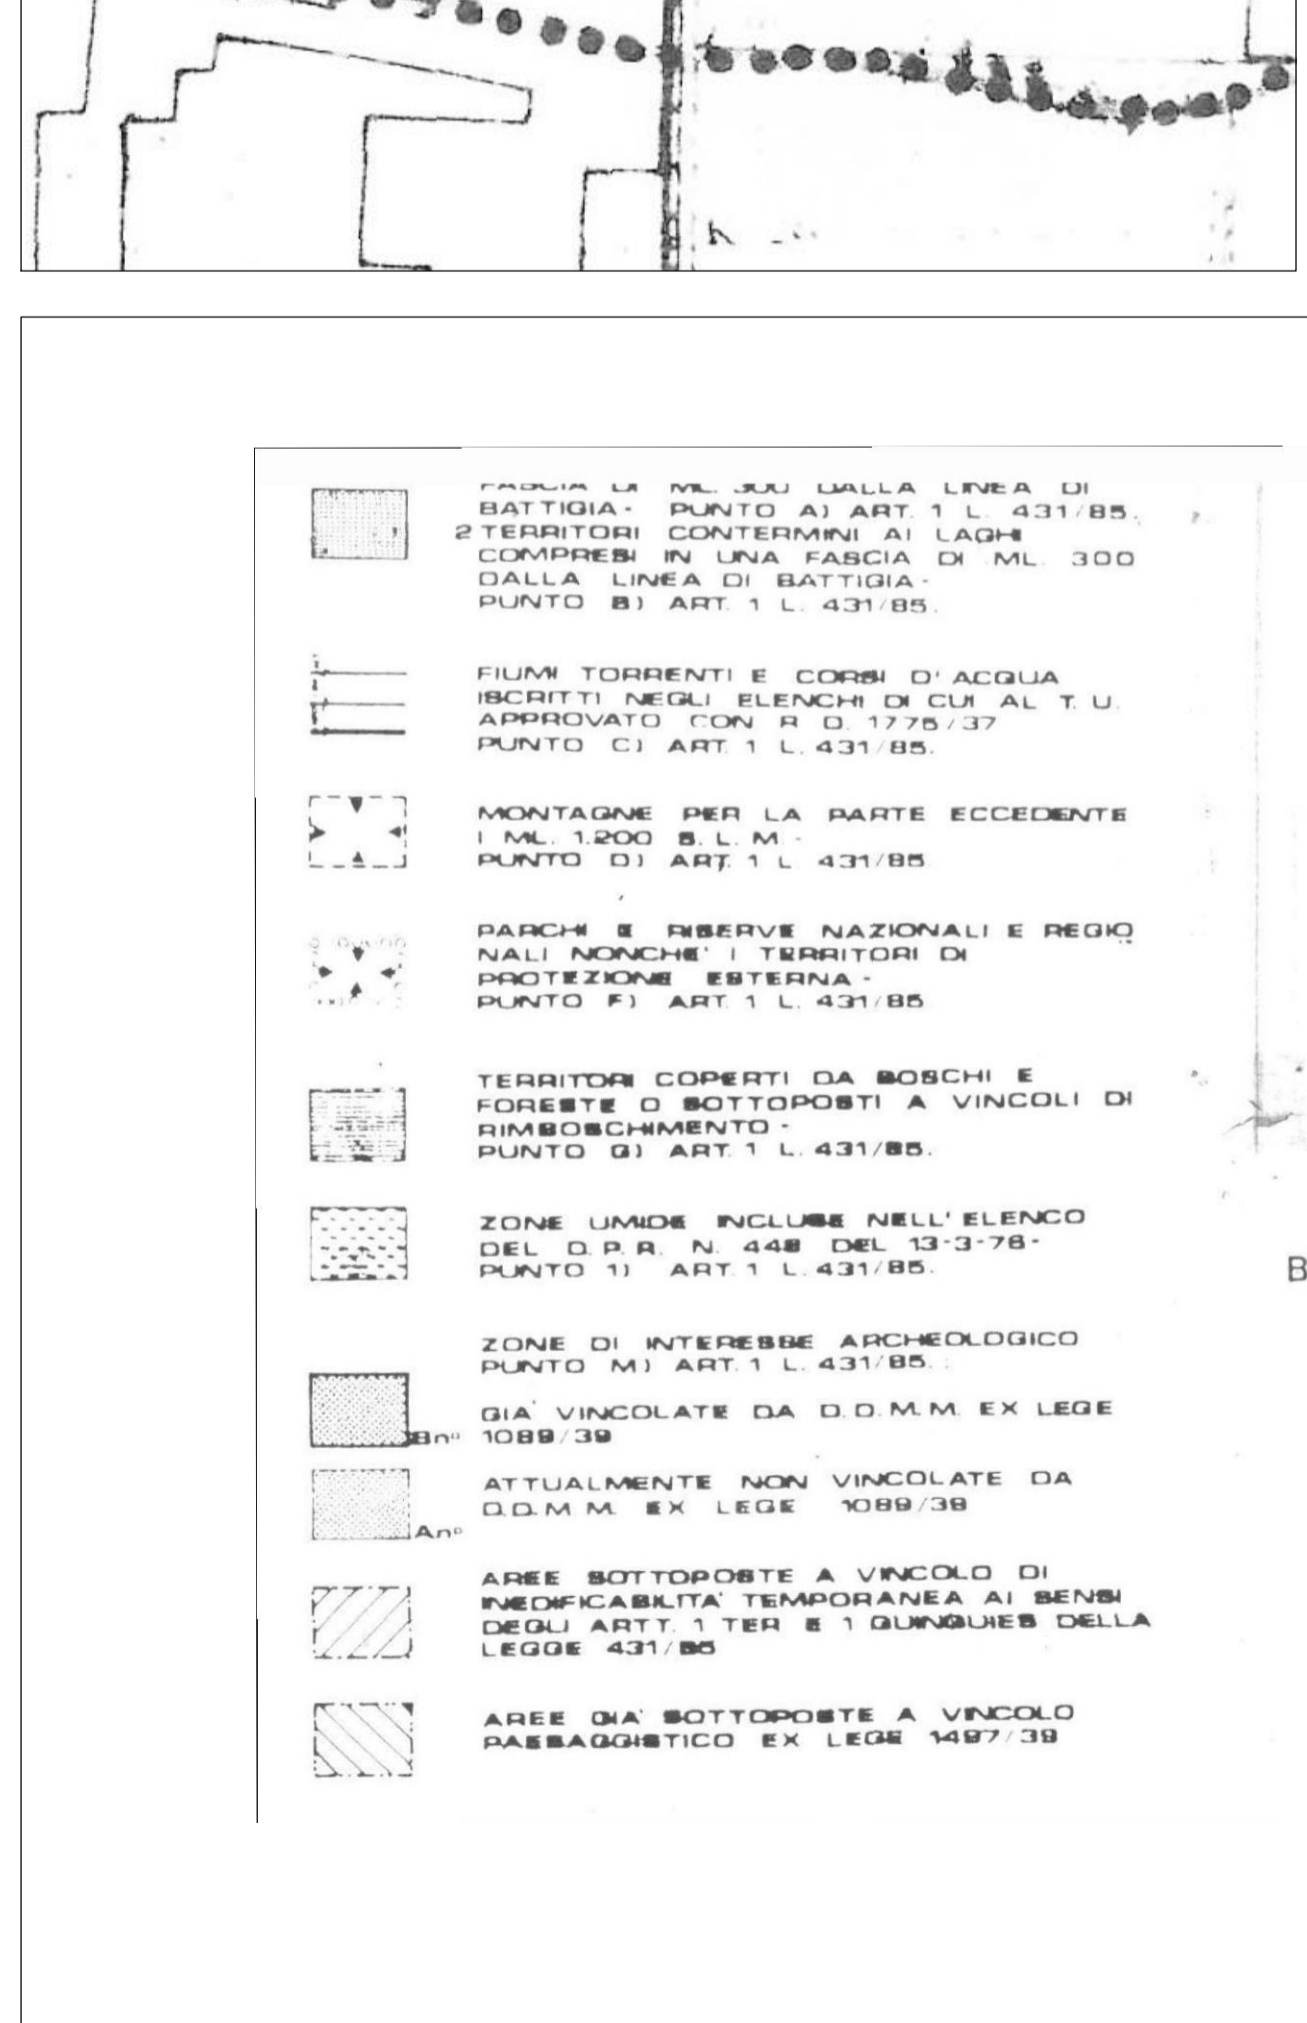 FASCIA DI ML. 300 DALLA LINEA DI
BATTIGIA - PUNTO A) ART. 1 L. 431/85.
2 TERRITORI CONTERMINI AI LAGHI
COMPRESI IN UNA FASCIA DI ML. 300
DALLA LINEA DI BATTIGIA -
PUNTO B) ART. 1 L. 431/85.
FIUMI TORRENTI E CORSI D'ACQUA
ISCRITTI NEGLI ELENCHI DI CUI AL T.U.
APPROVATO CON R D. 1775/37
PUNTO C) ART. 1 L. 431/85.
MONTAGNE PER LA PARTE ECCEDENTE
I ML. 1.200 S.L.M -
PUNTO D) ART. 1 L 431/85
PARCHI E RISERVE NAZIONALI E REGIO
NALI NONCHE' I TERRITORI DI
PROTEZIONE ESTERNA -
PUNTO F) ART. 1 L. 431/85
TERRITORI COPERTI DA BOSCHI E
FORESTE O SOTTOPOSTI A VINCOLI DI
RIMBOSCHIMENTO -
PUNTO G) ART. 1 L. 431/85.
ZONE UMIDE INCLUSE NELL'ELENCO
DEL D.P.R. N. 448 DEL 13-3-76-
PUNTO 1) ART. 1 L. 431/85.
B
ZONE DI INTERESSE ARCHEOLOGICO
PUNTO M) ART. 1 L. 431/85.
GIA' VINCOLATE DA D.D.M.M. EX LEGE
Bn° 1089/39
ATTUALMENTE NON VINCOLATE DA
D.D.M M. EX LEGE 1089/39
An°
AREE SOTTOPOSTE A VINCOLO DI
INEDIFICABILITA' TEMPORANEA AI SENSI
DEGLI ARTT. 1 TER E 1 QUINQUIES DELLA
LEGGE 431/85
AREE GIA' SOTTOPOSTE A VINCOLO
PAESAGGISTICO EX LEGE 1497/39